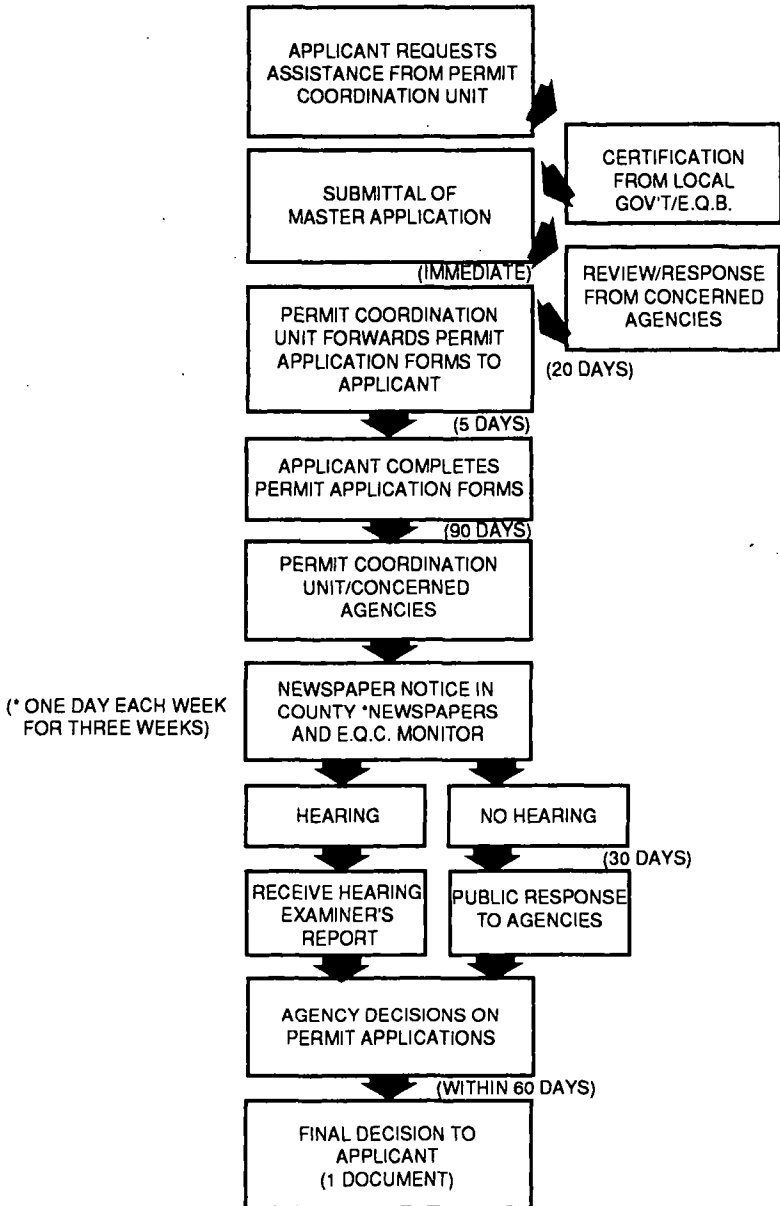 APPLICANT REQUESTS
ASSISTANCE FROM PERMIT
COORDINATION UNIT
CERTIFICATION
FROM LOCAL
GOV'T/E.Q.B.
SUBMITTAL OF
MASTER APPLICATION
(IMMEDIATE)
REVIEW/RESPONSE
FROM CONCERNED
AGENCIES
(20 DAYS)
PERMIT COORDINATION
UNIT FORWARDS PERMIT
APPLICATION FORMS TO
APPLICANT
(5 DAYS)
APPLICANT COMPLETES
PERMIT APPLICATION FORMS
(90 DAYS)
PERMIT COORDINATION
UNIT/CONCERNED
AGENCIES
(* ONE DAY EACH WEEK
FOR THREE WEEKS)
NEWSPAPER NOTICE IN
COUNTY *NEWSPAPERS
AND E.Q.C. MONITOR
HEARING
NO HEARING
(30 DAYS)
RECEIVE HEARING
EXAMINER'S
REPORT
PUBLIC RESPONSE
TO AGENCIES
AGENCY DECISIONS ON
PERMIT APPLICATIONS
(WITHIN 60 DAYS)
FINAL DECISION TO
APPLICANT
(1 DOCUMENT)